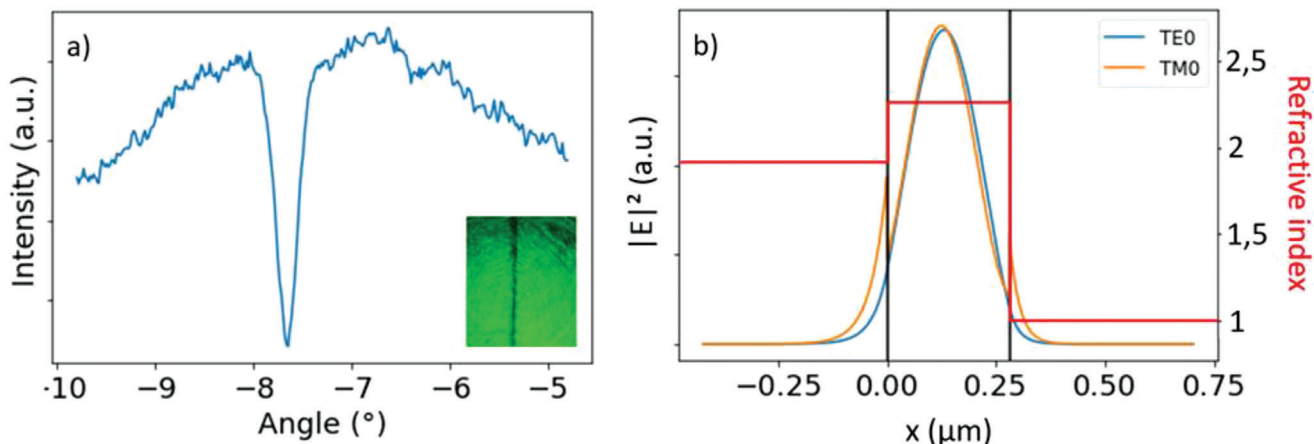 a)
Intensity (a.u.)
-10
-9
-8
-7
-6
-5
Angle (°)
b)
|E|² (a.u.)
TE0
TM0
2,5
2
1,5
1
Refractive index
−0.25
0.00
0.25
0.50
0.75
x (µm)